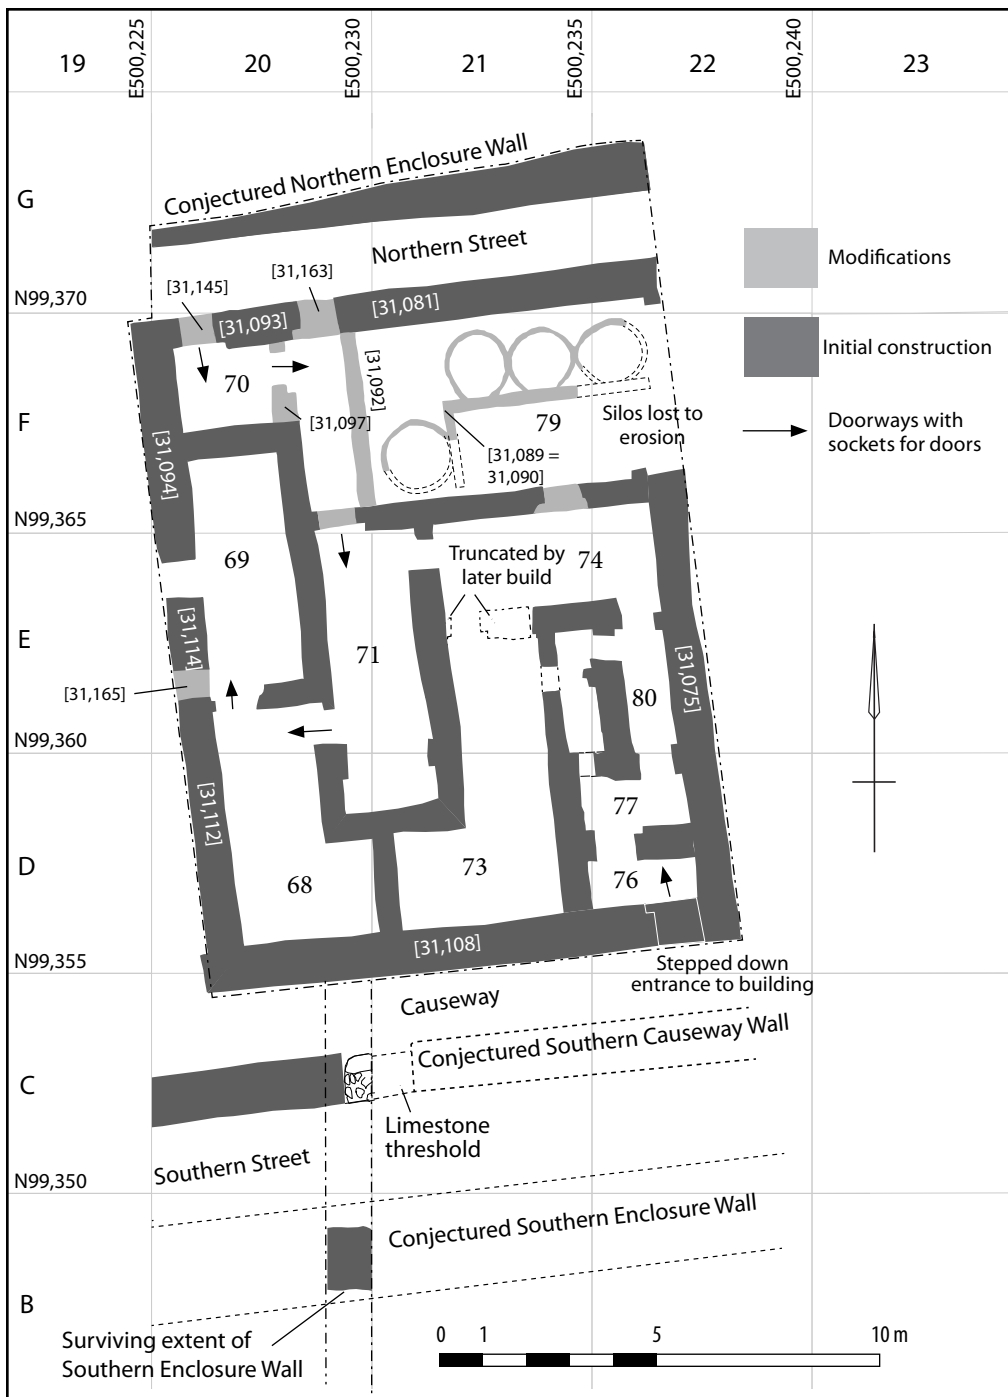 19
E500,225
20
E500,230
21
E500,235
22
E500,240
23
G
Conjectured Northern Enclosure Wall
Northern Street
Modifications
[31,145]
[31,163]
N99,370
[31,093]
[31,081]
Initial construction
70
[31,092]
F
[31,097]
79
Silos lost to
erosion
Doorways with
sockets for doors
[31,094]
[31,089 =
31,090]
N99,365
69
Truncated by
later build
74
E
[31,114]
71
[31,165]
80
[31,075]
N99,360
[31,112]
77
D
68
73
76
[31,108]
N99,355
Stepped down
entrance to building
Causeway
Conjectured Southern Causeway Wall
C
Limestone
threshold
Southern Street
N99,350
Conjectured Southern Enclosure Wall
B
Surviving extent of
Southern Enclosure Wall
0 1 5 10 m